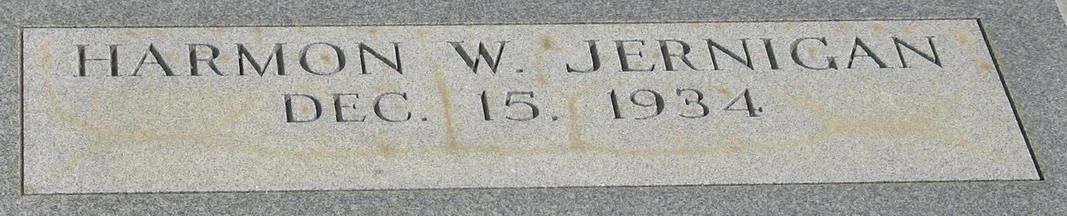 HARMON W. JERNIGAN
DEC. 15. 1934